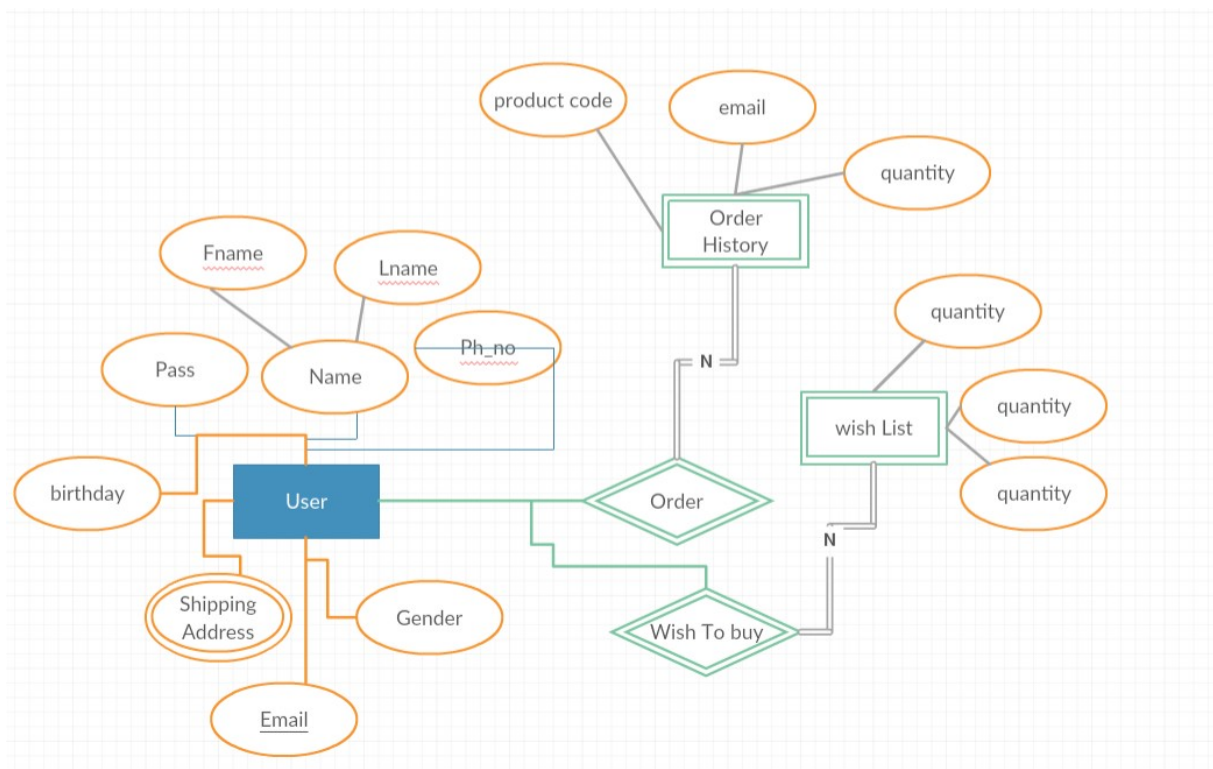 product code
email
quantity
Order
History
Fname
Lname
quantity
Ph_no
N
Pass
Name
quantity
wish List
birthday
User
Order
quantity
N
Shipping
Address
Gender
Wish To buy
Email